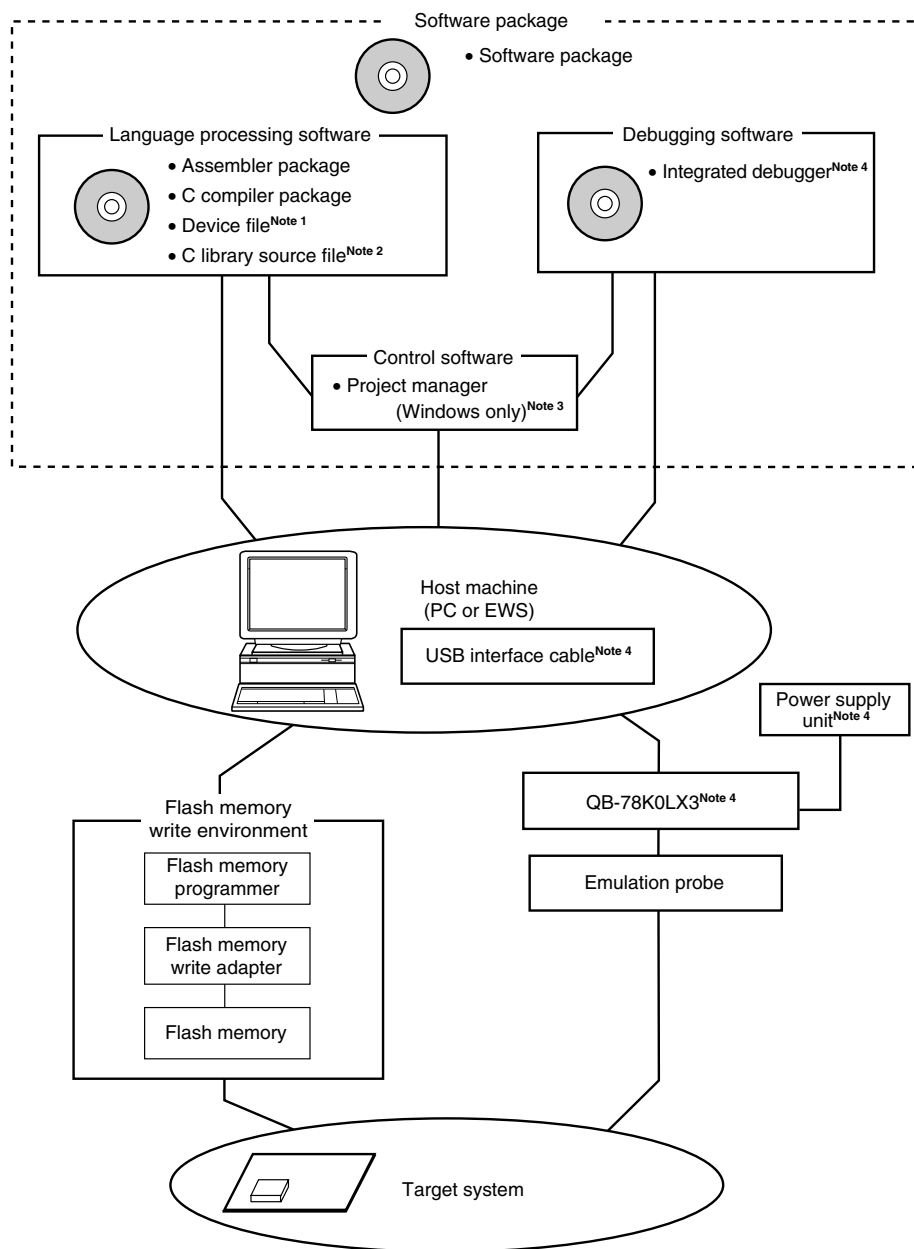 Software package
• Software package
Language processing software
• Assembler package
• C compiler package
• Device fileNote 1
• C library source fileNote 2
Debugging software
• Integrated debuggerNote 4
Control software
• Project manager
(Windows only)Note 3
Host machine
(PC or EWS)
USB interface cableNote 4
Power supply
unitNote 4
QB-78K0LX3Note 4
Emulation probe
Flash memory
write environment
Flash memory
programmer
Flash memory
write adapter
Flash memory
Target system